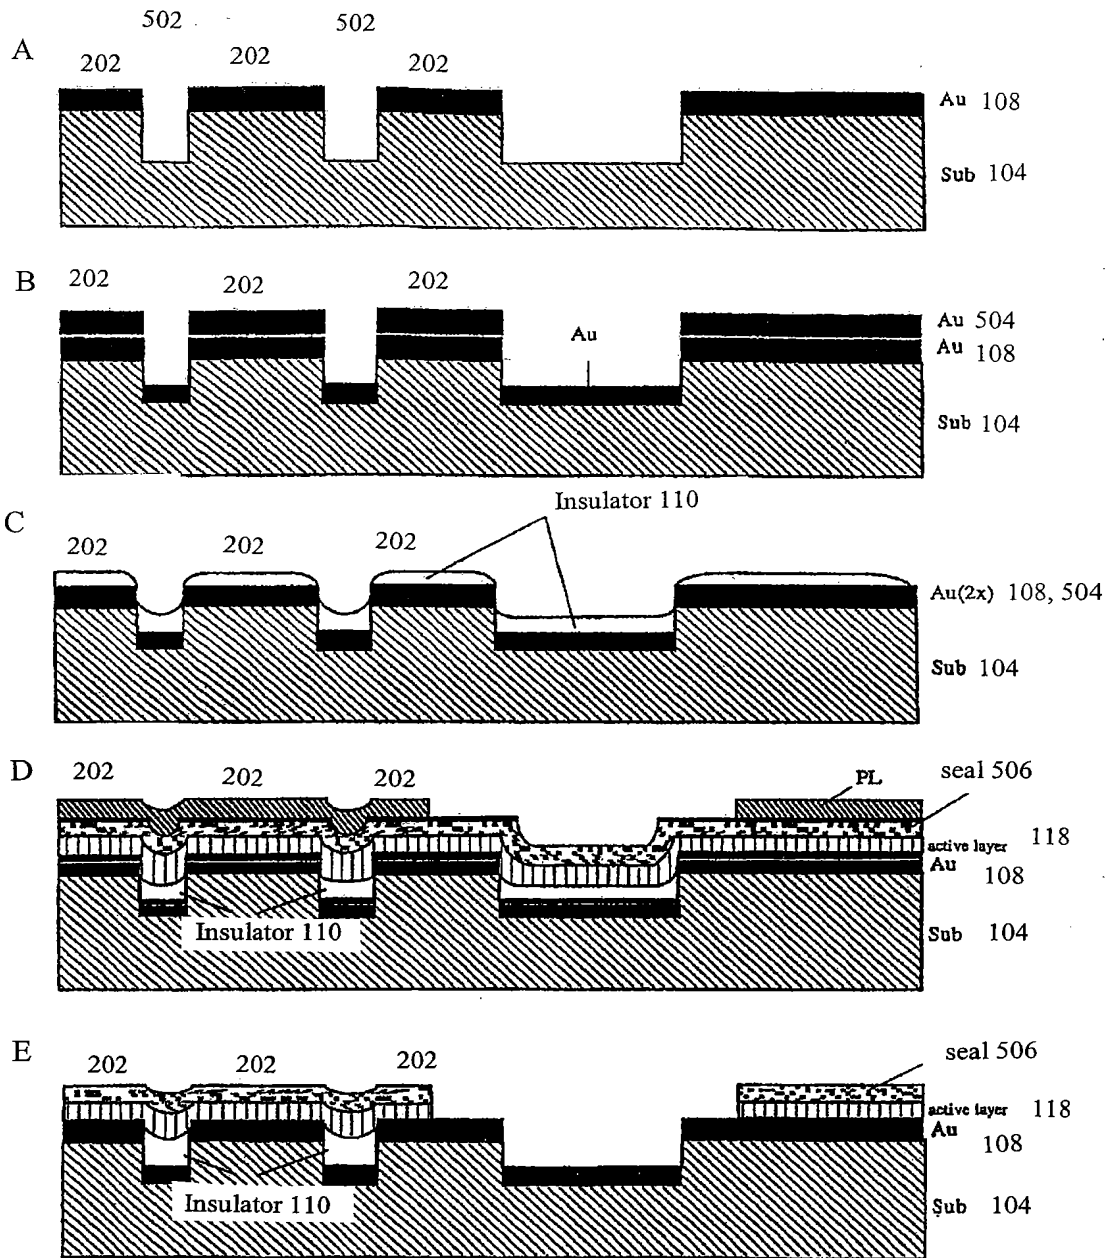 502 502
A
202 202 202
Au 108
Sub 104
B
202 202 202
Au
Au 504
Au 108
Sub 104
Insulator 110
C
202 202 202
Au(2x) 108, 504
Sub 104
D
202 202 202
PL
seal 506
active layer 118
Au 108
Insulator 110
Sub 104
E
202 202 202
seal 506
active layer 118
Au 108
Insulator 110
Sub 104